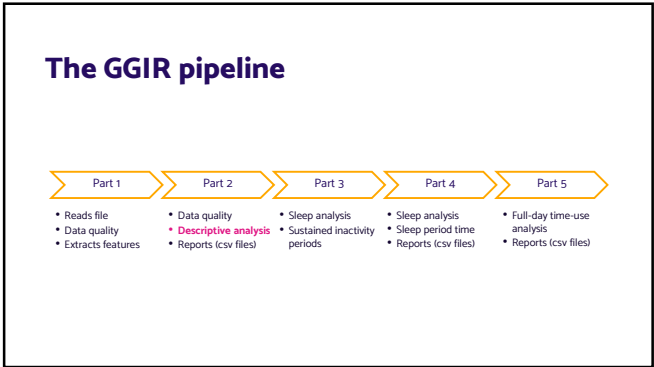 The GGIR pipeline
Part 1
Part 2
Part 3
Part 4
Part 5
• Reads file
• Data quality
• Extracts features
• Data quality
• Descriptive analysis
• Reports (csv files)
• Sleep analysis
• Sustained inactivity
periods
• Sleep analysis
• Sleep period time
• Reports (csv files)
• Full-day time-use
analysis
• Reports (csv files)